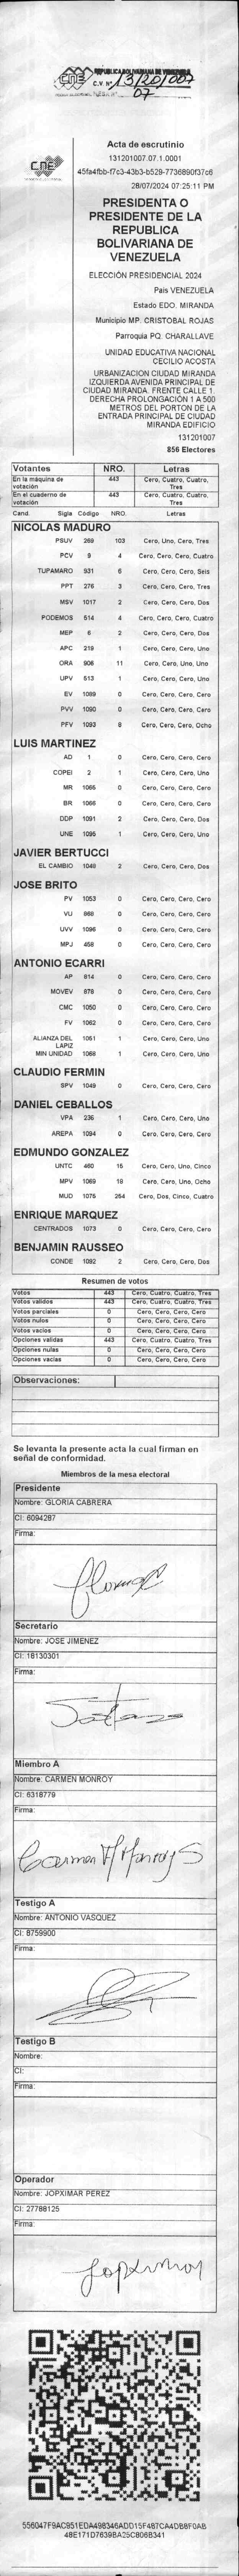 CNE
REPUBLICA BOLIVARIANA DE VENEZUELA
C.V Nº 131201007
07
CNE
Acta de escrutinio
131201007.07.1.0001
45fa4fbb-f7c3-43b3-b529-7736890f37c6
28/07/2024 07:25:11 PM
PRESIDENTA O
PRESIDENTE DE LA
REPUBLICA
BOLIVARIANA DE
VENEZUELA
ELECCIÓN PRESIDENCIAL 2024
Pais VENEZUELA
Estado EDO. MIRANDA
Municipio MP. CRISTOBAL ROJAS
Parroquia PQ. CHARALLAVE
UNIDAD EDUCATIVA NACIONAL
CECILIO ACOSTA
URBANIZACIÓN CIUDAD MIRANDA
IZQUIERDA AVENIDA PRINCIPAL DE
CIUDAD MIRANDA. FRENTE CALLE 1.
DERECHA PROLONGACIÓN 1 A 500
METROS DEL PORTON DE LA
ENTRADA PRINCIPAL DE CIUDAD
MIRANDA EDIFICIO
131201007
856 Electores
Votantes NRO. Letras
En la máquina de votación 443 Cero, Cuatro, Cuatro, Tres
En el cuaderno de votación 443 Cero, Cuatro, Cuatro, Tres
Cand. Sigla Código NRO. Letras
NICOLAS MADURO
PSUV 269 103 Cero, Uno, Cero, Tres
PCV 9 4 Cero, Cero, Cero, Cuatro
TUPAMARO 931 6 Cero, Cero, Cero, Seis
PPT 276 3 Cero, Cero, Cero, Tres
MSV 1017 2 Cero, Cero, Cero, Dos
PODEMOS 514 4 Cero, Cero, Cero, Cuatro
MEP 6 2 Cero, Cero, Cero, Dos
APC 219 1 Cero, Cero, Cero, Uno
ORA 906 11 Cero, Cero, Uno, Uno
UPV 513 1 Cero, Cero, Cero, Uno
EV 1089 0 Cero, Cero, Cero, Cero
PVV 1090 0 Cero, Cero, Cero, Cero
PFV 1093 8 Cero, Cero, Cero, Ocho
LUIS MARTINEZ
AD 1 0 Cero, Cero, Cero, Cero
COPEI 2 1 Cero, Cero, Cero, Uno
MR 1065 0 Cero, Cero, Cero, Cero
BR 1066 0 Cero, Cero, Cero, Cero
DDP 1091 2 Cero, Cero, Cero, Dos
UNE 1095 1 Cero, Cero, Cero, Uno
JAVIER BERTUCCI
EL CAMBIO 1048 2 Cero, Cero, Cero, Dos
JOSE BRITO
PV 1053 0 Cero, Cero, Cero, Cero
VU 868 0 Cero, Cero, Cero, Cero
UVV 1096 0 Cero, Cero, Cero, Cero
MPJ 458 0 Cero, Cero, Cero, Cero
ANTONIO ECARRI
AP 814 0 Cero, Cero, Cero, Cero
MOVEV 878 0 Cero, Cero, Cero, Cero
CMC 1050 0 Cero, Cero, Cero, Cero
FV 1062 0 Cero, Cero, Cero, Cero
ALIANZA DEL LAPIZ 1051 1 Cero, Cero, Cero, Uno
MIN UNIDAD 1088 1 Cero, Cero, Cero, Uno
CLAUDIO FERMIN
SPV 1049 0 Cero, Cero, Cero, Cero
DANIEL CEBALLOS
VPA 236 1 Cero, Cero, Cero, Uno
AREPA 1094 0 Cero, Cero, Cero, Cero
EDMUNDO GONZALEZ
UNTC 460 15 Cero, Cero, Uno, Cinco
MPV 1069 18 Cero, Cero, Uno, Ocho
MUD 1075 254 Cero, Dos, Cinco, Cuatro
ENRIQUE MARQUEZ
CENTRADOS 1073 0 Cero, Cero, Cero, Cero
BENJAMIN RAUSSEO
CONDE 1092 2 Cero, Cero, Cero, Dos
Resumen de votos
Votos 443 Cero, Cuatro, Cuatro, Tres
Votos validos 443 Cero, Cuatro, Cuatro, Tres
Votos parciales 0 Cero, Cero, Cero, Cero
Votos nulos 0 Cero, Cero, Cero, Cero
Votos vacíos 0 Cero, Cero, Cero, Cero
Opciones validas 443 Cero, Cuatro, Cuatro, Tres
Opciones nulas 0 Cero, Cero, Cero, Cero
Opciones vacias 0 Cero, Cero, Cero, Cero
Observaciones:
Se levanta la presente acta la cual firman en
señal de conformidad.
Miembros de la mesa electoral
Presidente
Nombre: GLORIA CABRERA
CI: 6094287
Firma:
Secretario
Nombre: JOSE JIMENEZ
CI: 18130301
Firma:
Miembro A
Nombre: CARMEN MONROY
CI: 6318779
Firma:
Carmen A Monroy S
Testigo A
Nombre: ANTONIO VASQUEZ
CI: 8759900
Firma:
Testigo B
Nombre:
CI:
Firma:
Operador
Nombre: JOPXIMAR PEREZ
CI: 27788125
Firma:
Jopximar
556047F9AC951EDA498346ADD15F487CA4DB8F0AB
48E171D7639BA25C806B341